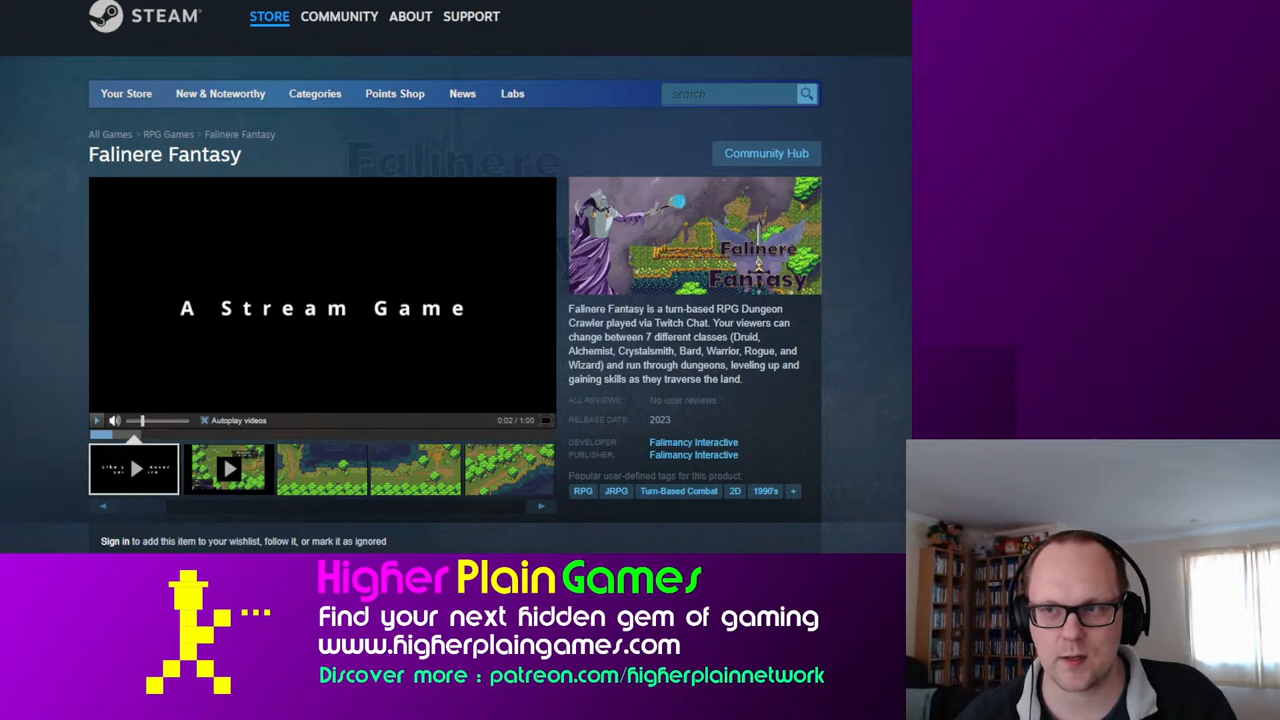 STEAM®
STORE COMMUNITY ABOUT SUPPORT
Your Store New & Noteworthy Categories Points Shop News Labs search
All Games > RPG Games > Falinere Fantasy
Falinere Fantasy
Community Hub
Falinere
A Stream Game
Falinere
Fantasy
Falinere Fantasy is a turn-based RPG Dungeon
Crawler played via Twitch Chat. Your viewers can
change between 7 different classes (Druid,
Alchemist, Crystalsmith, Bard, Warrior, Rogue, and
Wizard) and run through dungeons, leveling up and
gaining skills as they traverse the land.
ALL REVIEWS: No user reviews
RELEASE DATE: 2023
DEVELOPER: Falimancy Interactive
PUBLISHER: Falimancy Interactive
Popular user-defined tags for this product:
RPG JRPG Turn-Based Combat 2D 1990's +
Autoplay videos 0:02 / 1:00
Sign in to add this item to your wishlist, follow it, or mark it as ignored
Higher Plain Games
Find your next hidden gem of gaming
www.higherplaingames.com
Discover more : patreon.com/higherplainnetwork